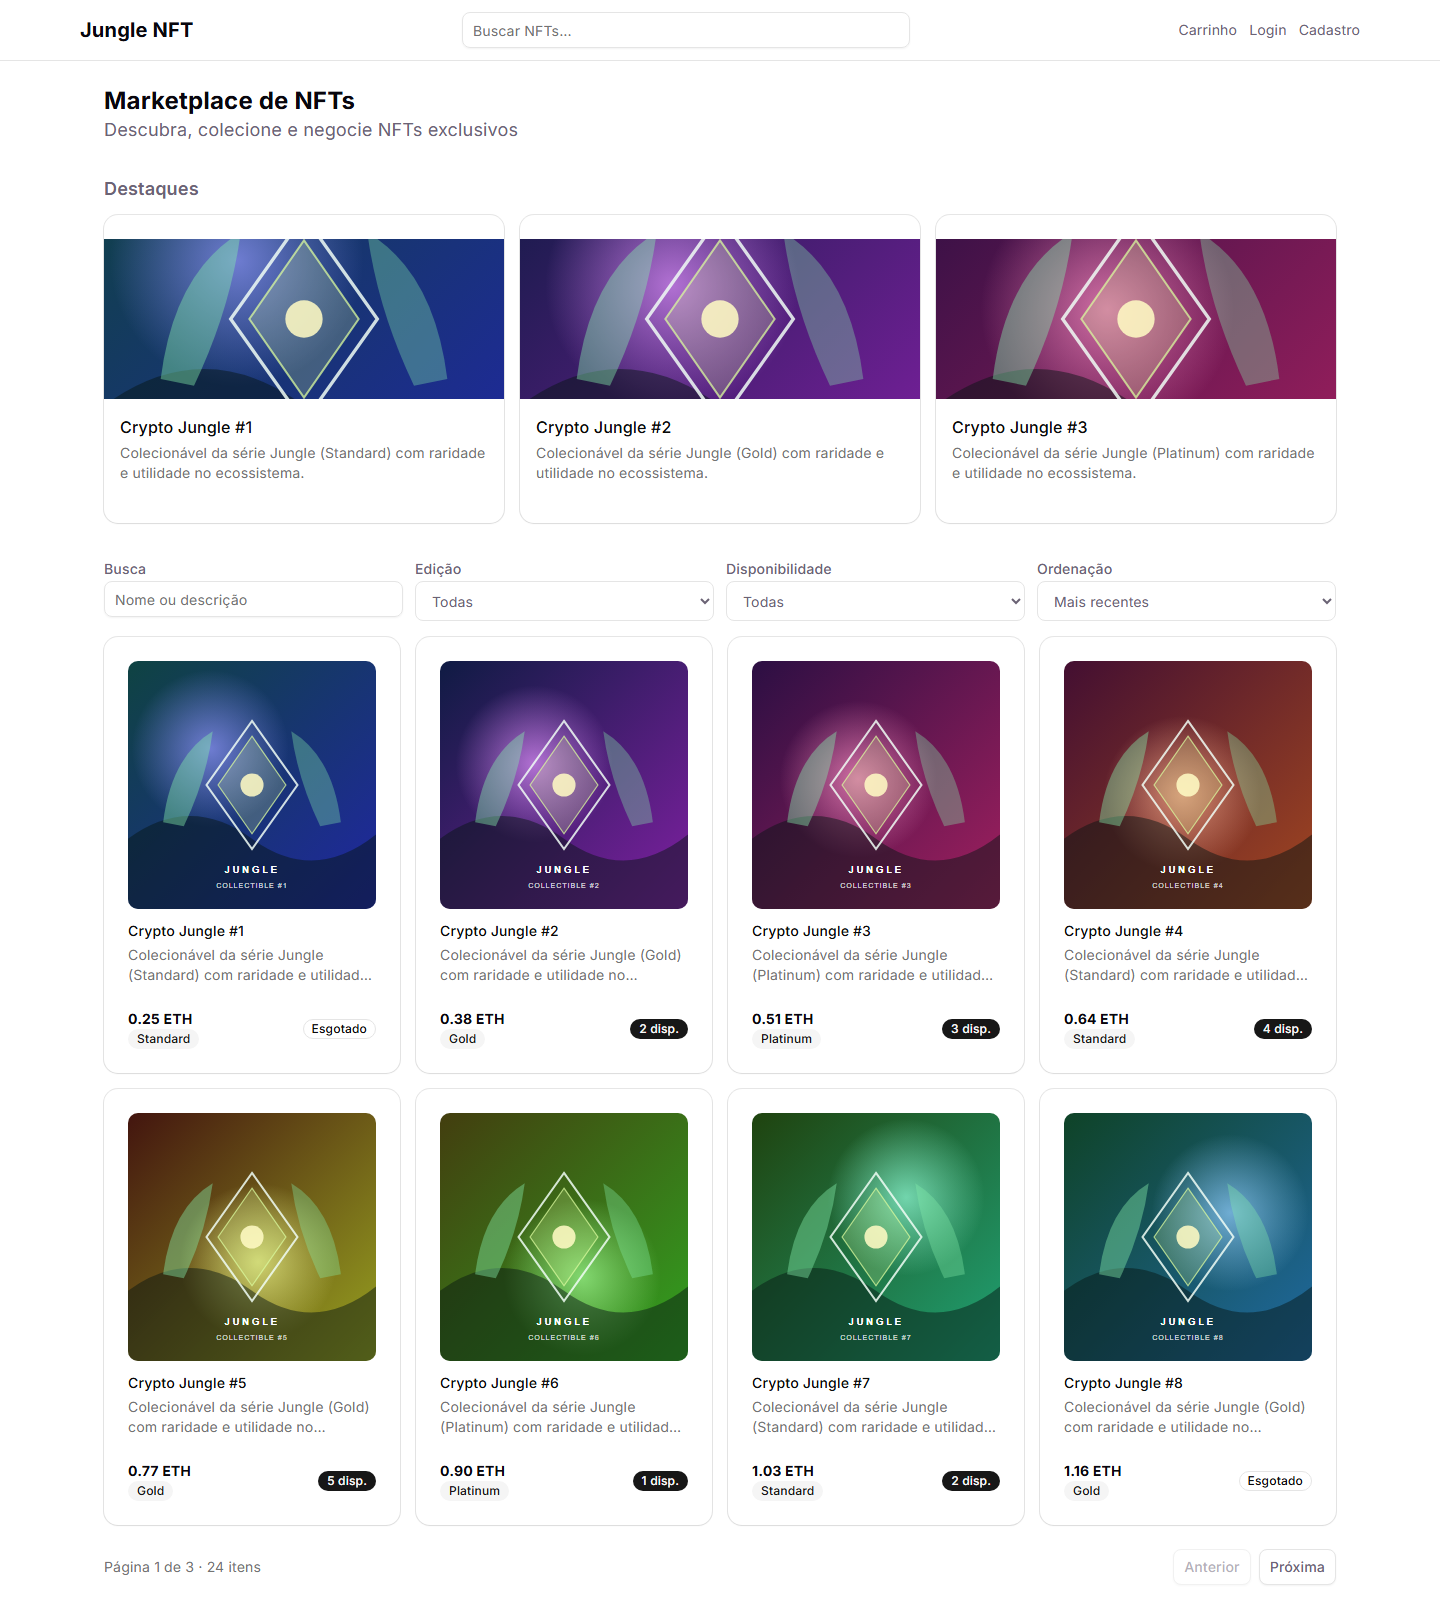 Jungle NFT
Buscar NFTs...
Carrinho Login Cadastro
Marketplace de NFTs
Descubra, colecione e negocie NFTs exclusivos
Destaques
Crypto Jungle #1
Colecionável da série Jungle (Standard) com raridade
e utilidade no ecossistema.
Crypto Jungle #2
Colecionável da série Jungle (Gold) com raridade e
utilidade no ecossistema.
Crypto Jungle #3
Colecionável da série Jungle (Platinum) com raridade
e utilidade no ecossistema.
Busca
Nome ou descrição
Edição
Todas
Disponibilidade
Todas
Ordenação
Mais recentes
JUNGLE
COLLECTIBLE #1
Crypto Jungle #1
Colecionável da série Jungle
(Standard) com raridade e utilidad...
0.25 ETH
Standard
Esgotado
JUNGLE
COLLECTIBLE #2
Crypto Jungle #2
Colecionável da série Jungle (Gold)
com raridade e utilidade no...
0.38 ETH
Gold
2 disp.
JUNGLE
COLLECTIBLE #3
Crypto Jungle #3
Colecionável da série Jungle
(Platinum) com raridade e utilidad...
0.51 ETH
Platinum
3 disp.
JUNGLE
COLLECTIBLE #4
Crypto Jungle #4
Colecionável da série Jungle
(Standard) com raridade e utilidad...
0.64 ETH
Standard
4 disp.
JUNGLE
COLLECTIBLE #5
Crypto Jungle #5
Colecionável da série Jungle (Gold)
com raridade e utilidade no...
0.77 ETH
Gold
5 disp.
JUNGLE
COLLECTIBLE #6
Crypto Jungle #6
Colecionável da série Jungle
(Platinum) com raridade e utilidad...
0.90 ETH
Platinum
1 disp.
JUNGLE
COLLECTIBLE #7
Crypto Jungle #7
Colecionável da série Jungle
(Standard) com raridade e utilidad...
1.03 ETH
Standard
2 disp.
JUNGLE
COLLECTIBLE #8
Crypto Jungle #8
Colecionável da série Jungle (Gold)
com raridade e utilidade no...
1.16 ETH
Gold
Esgotado
Página 1 de 3 · 24 itens
Anterior
Próxima